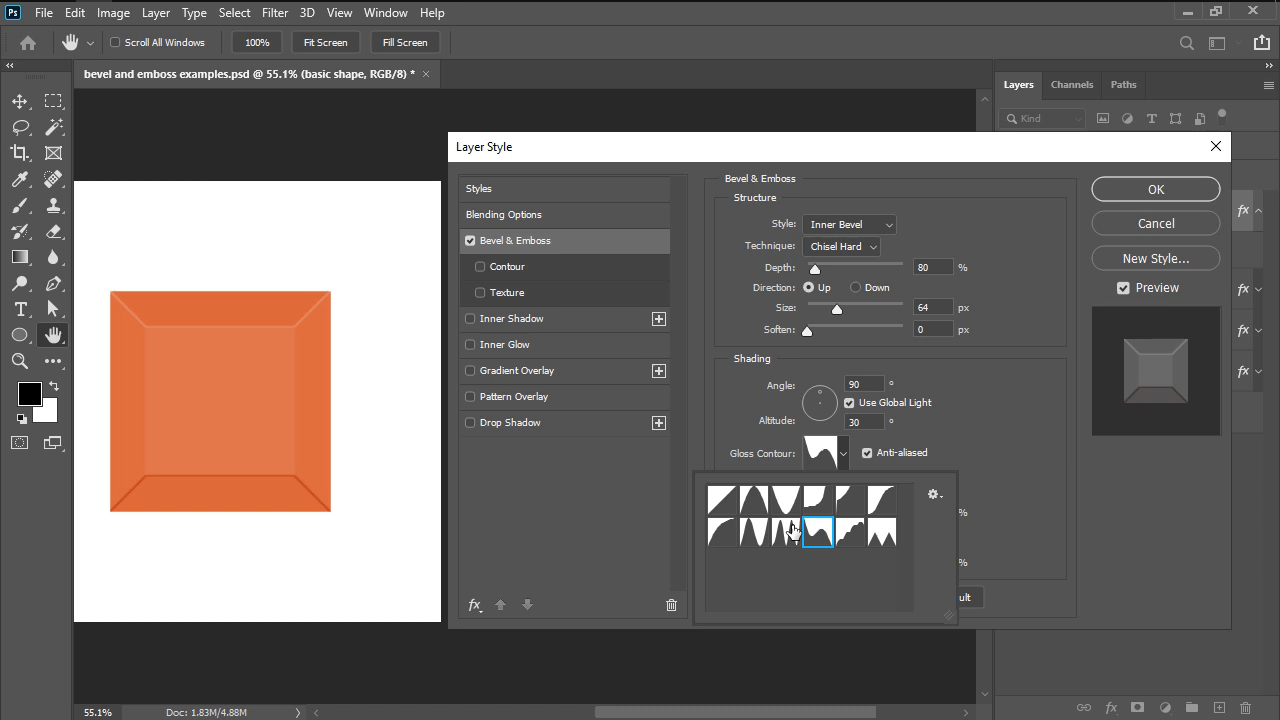 Ps File Edit Image Layer Type Select Filter 3D View Window Help
Scroll All Windows 100% Fit Screen Fill Screen
bevel and emboss examples.psd @ 55.1% (basic shape, RGB/8) * ×
Layers Channels Paths
Kind
Layer Style
Styles
Blending Options
Bevel & Emboss
Contour
Texture
Inner Shadow
Inner Glow
Gradient Overlay
Pattern Overlay
Drop Shadow
fx
Bevel & Emboss
Structure
Style: Inner Bevel
Technique: Chisel Hard
Depth: 80 %
Direction: Up Down
Size: 64 px
Soften: 0 px
Shading
Angle: 90 °
Use Global Light
Altitude: 30 °
Gloss Contour: Anti-aliased
%
%
ult
OK
Cancel
New Style...
Preview
fx
fx
fx
fx
55.1% Doc: 1.83M/4.88M
fx